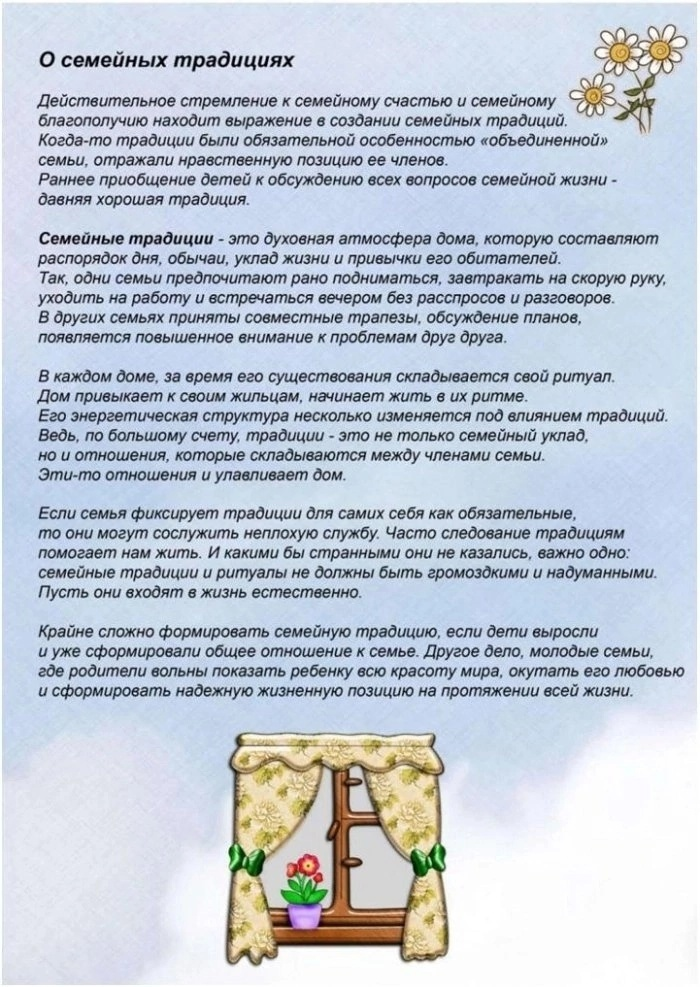 О семейных традициях
Действительное стремление к семейному счастью и семейному
благополучию находит выражение в создании семейных традиций.
Когда-то традиции были обязательной особенностью «объединенной»
семьи, отражали нравственную позицию ее членов.
Раннее приобщение детей к обсуждению всех вопросов семейной жизни -
давняя хорошая традиция.
Семейные традиции - это духовная атмосфера дома, которую составляют
распорядок дня, обычаи, уклад жизни и привычки его обитателей.
Так, одни семьи предпочитают рано подниматься, завтракать на скорую руку,
уходить на работу и встречаться вечером без расспросов и разговоров.
В других семьях приняты совместные трапезы, обсуждение планов,
появляется повышенное внимание к проблемам друг друга.
В каждом доме, за время его существования складывается свой ритуал.
Дом привыкает к своим жильцам, начинает жить в их ритме.
Его энергетическая структура несколько изменяется под влиянием традиций.
Ведь, по большому счету, традиции - это не только семейный уклад,
но и отношения, которые складываются между членами семьи.
Эти-то отношения и улавливает дом.
Если семья фиксирует традиции для самих себя как обязательные,
то они могут сослужить неплохую службу. Часто следование традициям
помогает нам жить. И какими бы странными они не казались, важно одно:
семейные традиции и ритуалы не должны быть громоздкими и надуманными.
Пусть они входят в жизнь естественно.
Крайне сложно формировать семейную традицию, если дети выросли
и уже сформировали общее отношение к семье. Другое дело, молодые семьи,
где родители вольны показать ребенку всю красоту мира, окутать его любовью
и сформировать надежную жизненную позицию на протяжении всей жизни.